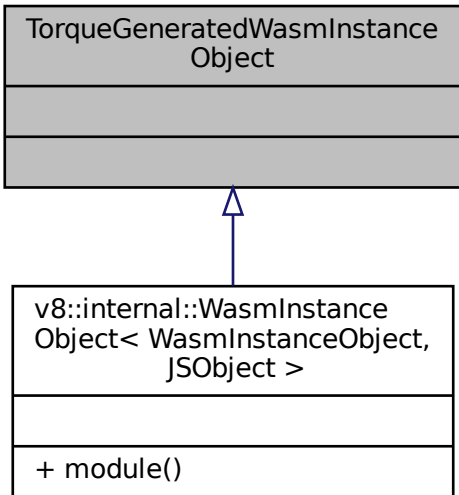 TorqueGeneratedWasmInstance
Object
v8::internal::WasmInstance
Object< WasmInstanceObject,
JSObject >
+ module()